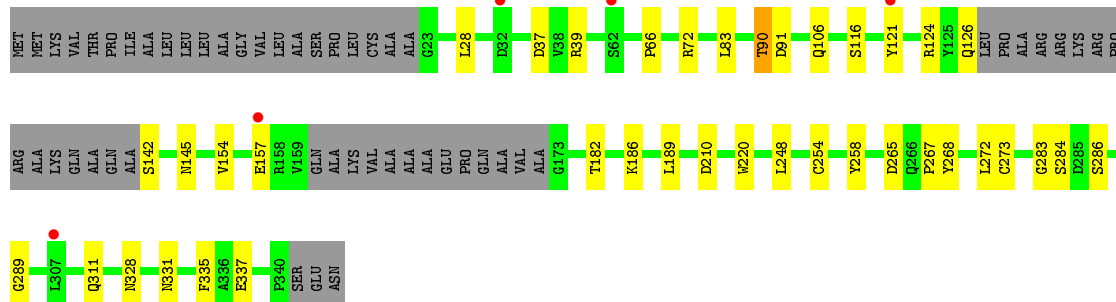 MET MET LYS VAL THR PRO ILE ALA LEU LEU LEU ALA GLY VAL LEU ALA SER PRO LEU CYS ALA ALA G23 L28 D32 D37 V38 R39 S62 P66 R72 L83 T90 D91 Q106 S116 Y121 R124 Y125 Q126 LEU PRO ALA ARG ARG LYS ARG
ARG ALA LYS GLN ALA GLN ALA S142 N145 V154 E157 R158 V159 GLN ALA LYS VAL ALA ALA ALA GLU PRO GLN ALA VAL ALA G173 T182 K186 L189 D210 W220 L248 C254 Y258 D265 Q266 P267 Y268 L272 C273 G283 S284 D285 S286
G289 L307 Q311 N328 N331 F335 A336 E337 P340 SER GLU ASN